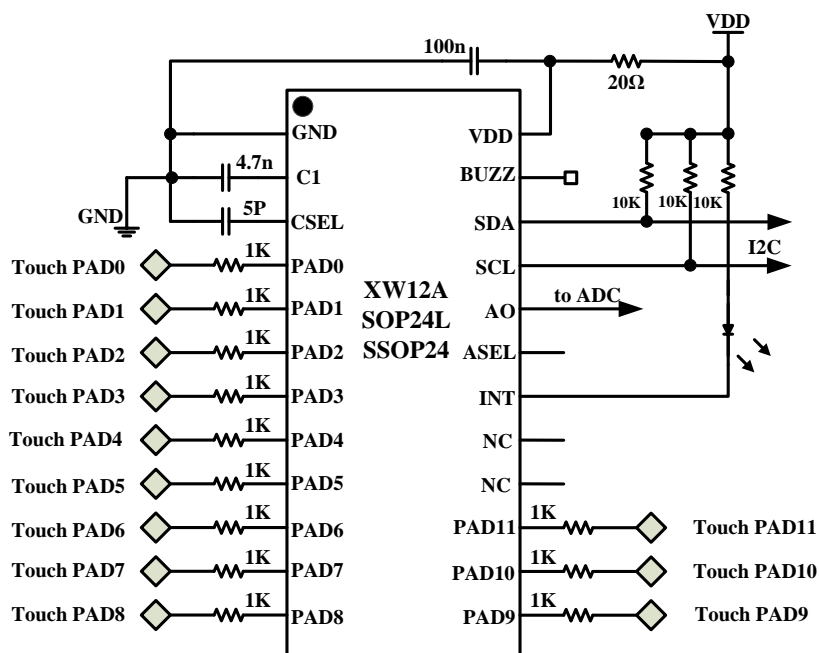 VDD
100n
20Ω
GND
VDD
4.7n
C1
BUZZ
10K
10K
10K
GND
5P
CSEL
SDA
I2C
Touch PAD0
1K
PAD0
SCL
XW12A
SOP24L
SSOP24
to ADC
Touch PAD1
1K
PAD1
AO
Touch PAD2
1K
PAD2
ASEL
Touch PAD3
1K
PAD3
INT
Touch PAD4
1K
PAD4
NC
Touch PAD5
1K
PAD5
NC
Touch PAD6
1K
PAD6
PAD11
1K
Touch PAD11
Touch PAD7
1K
PAD7
PAD10
1K
Touch PAD10
Touch PAD8
1K
PAD8
PAD9
1K
Touch PAD9